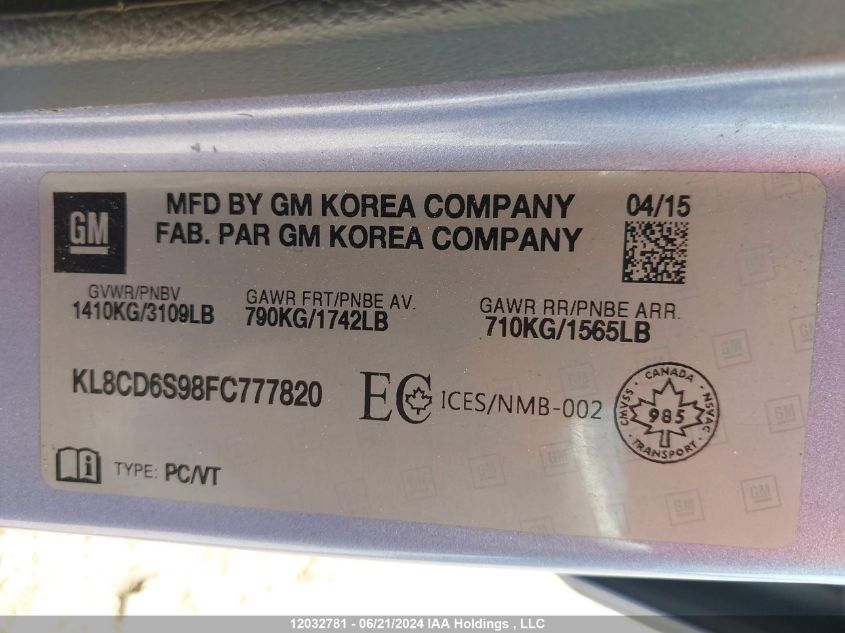 GM
MFD BY GM KOREA COMPANY
FAB. PAR GM KOREA COMPANY
04/15
GVWR/PNBV
1410KG/3109LB
GAWR FRT/PNBE AV.
790KG/1742LB
GAWR RR/PNBE ARR.
710KG/1565LB
KL8CD6S98FC777820
EC ICES/NMB-002
CANADA
CMVSS
985
NSVAC
TRANSPORT
i TYPE: PC/VT
12032781 - 06/21/2024 IAA Holdings , LLC